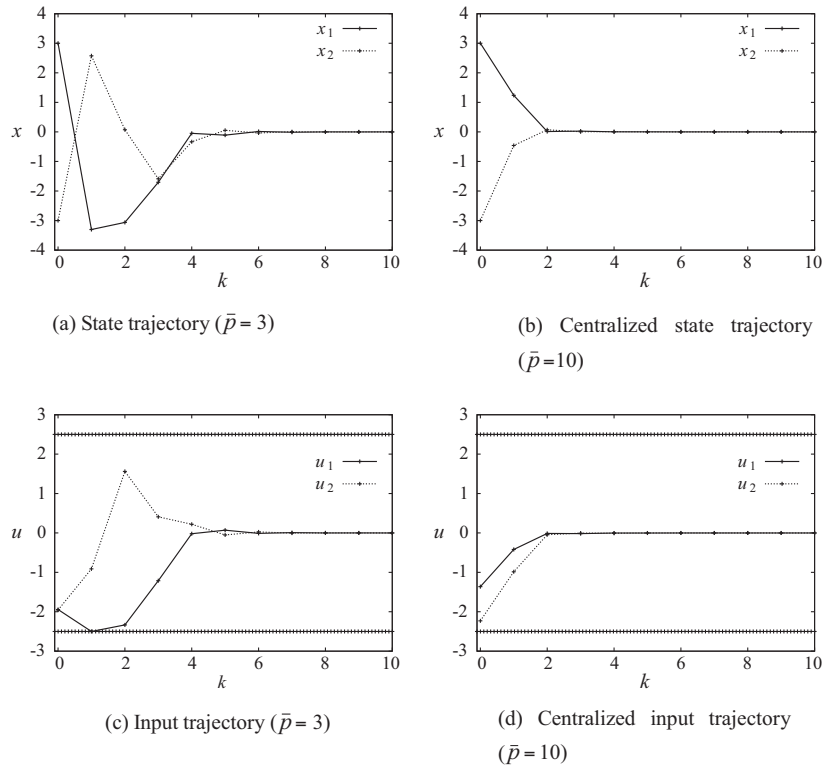 4
3
2
1
0
-1
-2
-3
-4
x
x1
x2
0 2 4 6 8 10
k
(a) State trajectory (p̄ = 3)
4
3
2
1
0
-1
-2
-3
-4
x
x1
x2
0 2 4 6 8 10
k
(b) Centralized state trajectory
(p̄ =10)
3
2
1
0
-1
-2
-3
u
u1
u2
0 2 4 6 8 10
k
(c) Input trajectory (p̄ = 3)
3
2
1
0
-1
-2
-3
u
u1
u2
0 2 4 6 8 10
k
(d) Centralized input trajectory
(p̄ =10)